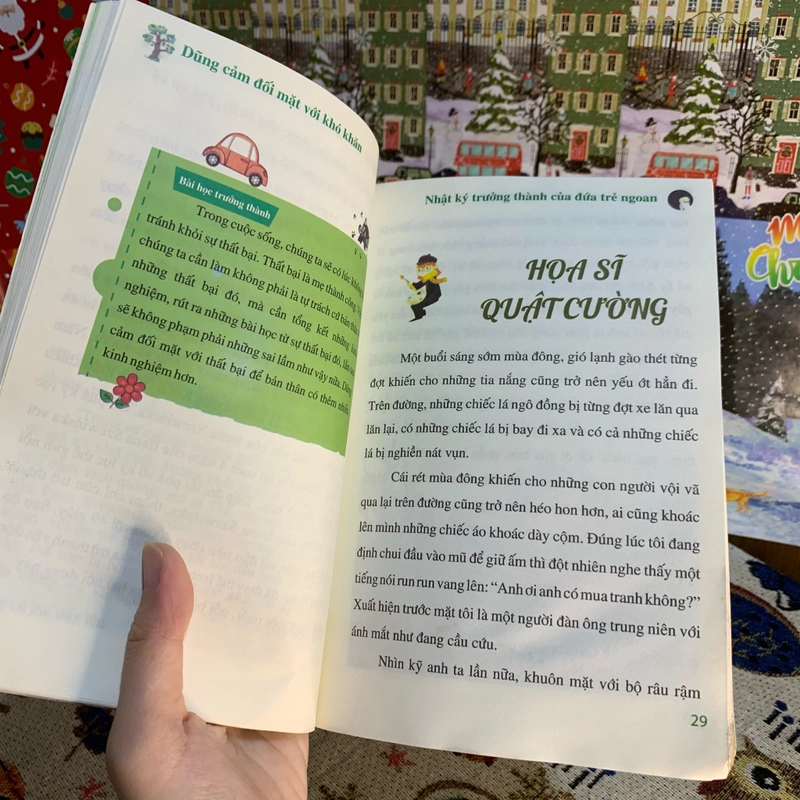 Dũng cảm đối mặt với khó khăn
Bài học trưởng thành
Trong cuộc sống, chúng ta sẽ có lúc không
tránh khỏi sự thất bại. Thất bại là mẹ thành công.
chúng ta cần làm không phải là tự trách cứ bản thân
những thất bại đó, mà cần tổng kết những kinh
nghiệm, rút ra những bài học từ sự thất bại đó, lần sau
sẽ không phạm phải những sai lầm như vậy nữa. Dũng
cảm đối mặt với thất bại để bản thân có thêm nhiều
kinh nghiệm hơn.
Nhật ký trưởng thành của đứa trẻ ngoan
HỌA SĨ
QUẬT CƯỜNG
Một buổi sáng sớm mùa đông, gió lạnh gào thét từng
đợt khiến cho những tia nắng cũng trở nên yếu ớt hẳn đi.
Trên đường, những chiếc lá ngô đồng bị từng đợt xe lăn qua
lăn lại, có những chiếc lá bị bay đi xa và có cả những chiếc
lá bị nghiền nát vụn.
Cái rét mùa đông khiến cho những con người vội vã
qua lại trên đường cũng trở nên héo hon hơn, ai cũng khoác
lên mình những chiếc áo khoác dày cộm. Đúng lúc tôi đang
định chui đầu vào mũ để giữ ấm thì đột nhiên nghe thấy một
tiếng nói run run vang lên: “Anh ơi anh có mua tranh không?”
Xuất hiện trước mặt tôi là một người đàn ông trung niên với
ánh mắt như đang cầu cứu.
Nhìn kỹ anh ta lần nữa, khuôn mặt với bộ râu rậm
29